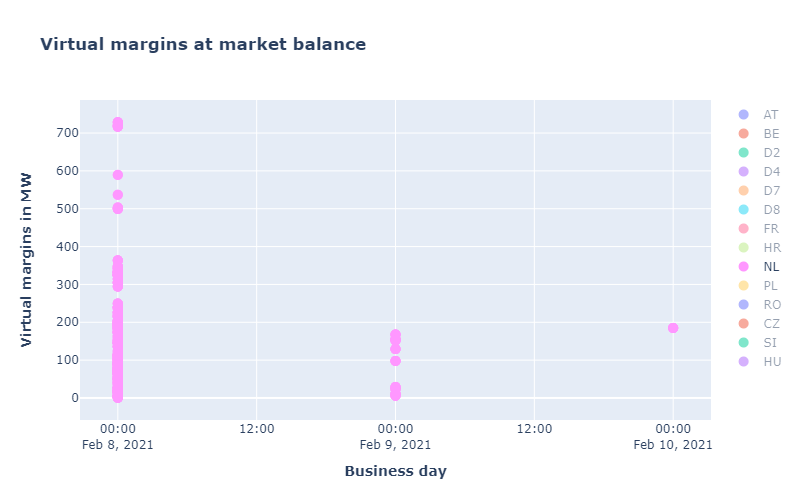 Virtual margins at market balance
Virtual margins in MW
700
600
500
400
300
200
100
0
00:00
Feb 8, 2021
12:00
00:00
Feb 9, 2021
12:00
00:00
Feb 10, 2021
Business day
AT
BE
D2
D4
D7
D8
FR
HR
NL
PL
RO
CZ
SI
HU